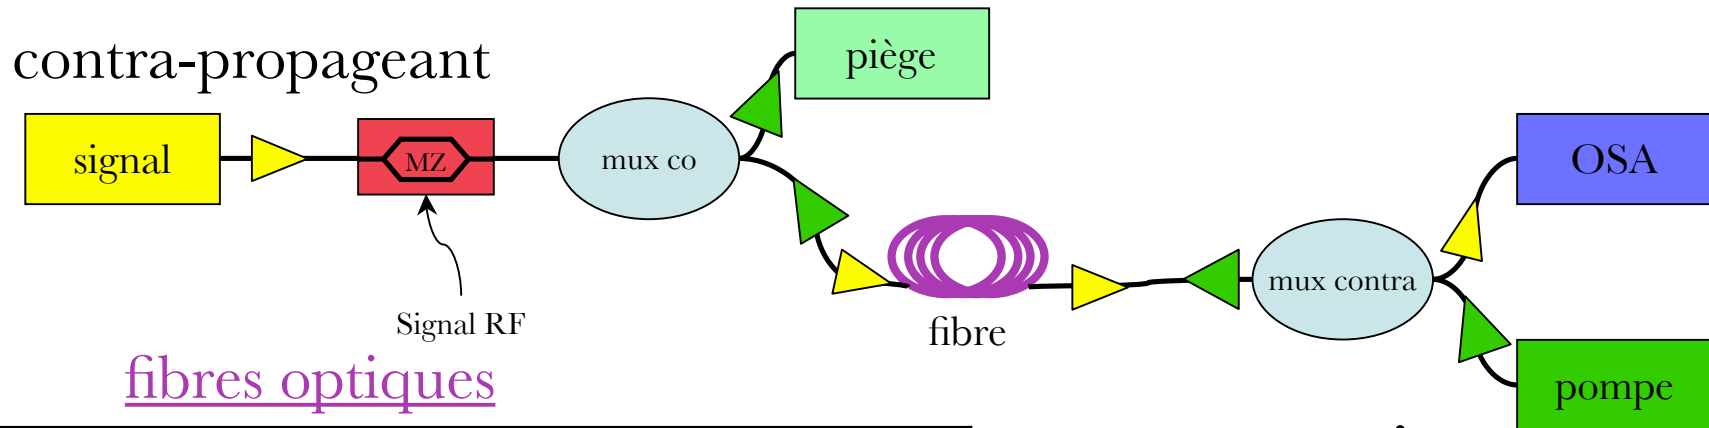 contra-propageant
piège
signal
MZ
mux co
OSA
mux contra
Signal RF
fibre
fibres optiques
pompe